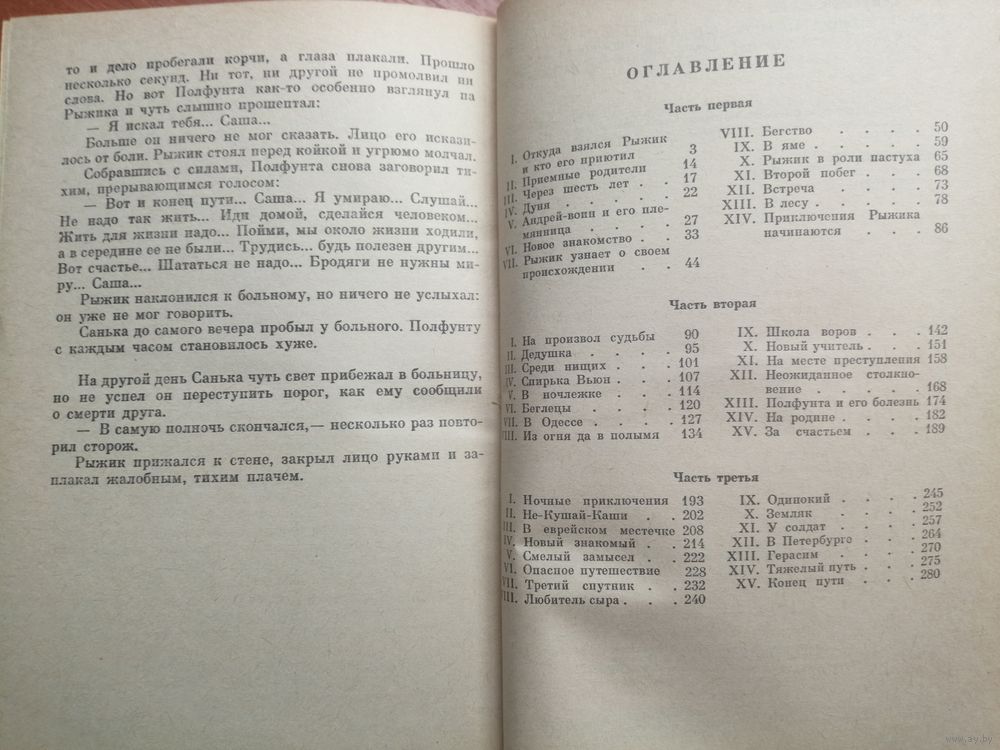 то и дело пробегали корчи, а глаза плакали. Прошло
несколько секунд. Ни тот, ни другой не промолвил ни
слова. Но вот Полфунта как-то особенно взглянул на
Рыжика и чуть слышно прошептал:
— Я искал тебя... Саша...
Больше он ничего не мог сказать. Лицо его искази-
лось от боли. Рыжик стоял перед койкой и угрюмо молчал.
Собравшись с силами, Полфунта снова заговорил ти-
хим, прерывающимся голосом:
— Вот и конец пути... Саша... Я умираю... Слушай...
Не надо так жить... Иди домой, сделайся человеком...
Жить для жизни надо... Пойми, мы около жизни ходили,
а в середине ее не были... Трудись... будь полезен другим...
Вот счастье... Шататься не надо... Бродяги не нужны ми-
ру... Саша...
Рыжик наклонился к больному, но ничего не услыхал:
он уже не мог говорить.
Санька до самого вечера пробыл у больного. Полфунту
с каждым часом становилось хуже.
На другой день Санька чуть свет прибежал в больницу,
но не успел он переступить порог, как ему сообщили
о смерти друга.
— В самую полночь скончался,— несколько раз повто-
рил сторож.
Рыжик прижался к стене, закрыл лицо руками и за-
плакал жалобным, тихим плачем.
ОГЛАВЛЕНИЕ
Часть первая
I. Откуда взялся Рыжик
и кто его приютил 3
II. Приемные родители 14
III. Через шесть лет . . 17
IV. Дуня . . . . . 22
V. Андрей-воин и его пле-
мянница . . . . 27
VI. Новое знакомство . . 33
VII. Рыжик узнает о своем
происхождении . . 44
VIII. Бегство . . . . 50
IX. В яме . . . . . 59
X. Рыжик в роли пастуха 65
XI. Второй побег . . . 68
XII. Встреча . . . . 73
XIII. В лесу . . . . . 78
XIV. Приключения Рыжика
начинаются . . . 86
Часть вторая
I. На произвол судьбы 90
II. Дедушка . . . . 95
III. Среди нищих . . . 101
IV. Спирька Вьюн . . . 107
V. В ночлежке . . . 114
VI. Беглецы . . . . 120
VII. В Одессе . . . . 127
VIII. Из огня да в полымя 134
IX. Школа воров . . . 142
X. Новый учитель . . . 151
XI. На месте преступления 158
XII. Неожиданное столкно-
вение . . . . . 168
XIII. Полфунта и его болезнь 174
XIV. На родине . . . . 182
XV. За счастьем . . . 189
Часть третья
I. Ночные приключения 193
II. Не-Кушай-Каши . . 202
III. В еврейском местечке 208
IV. Новый знакомый . . 214
V. Смелый замысел . . 222
VI. Опасное путешествие 228
VII. Третий спутник . . 232
VIII. Любитель сыра . . . 240
IX. Одинокий . . . . 245
X. Земляк . . . . 252
XI. У солдат . . . . 257
XII. В Петербурге . . . 264
XIII. Герасим . . . . 270
XIV. Тяжелый путь . . . 275
XV. Конец пути . . . 280
www.ay.by